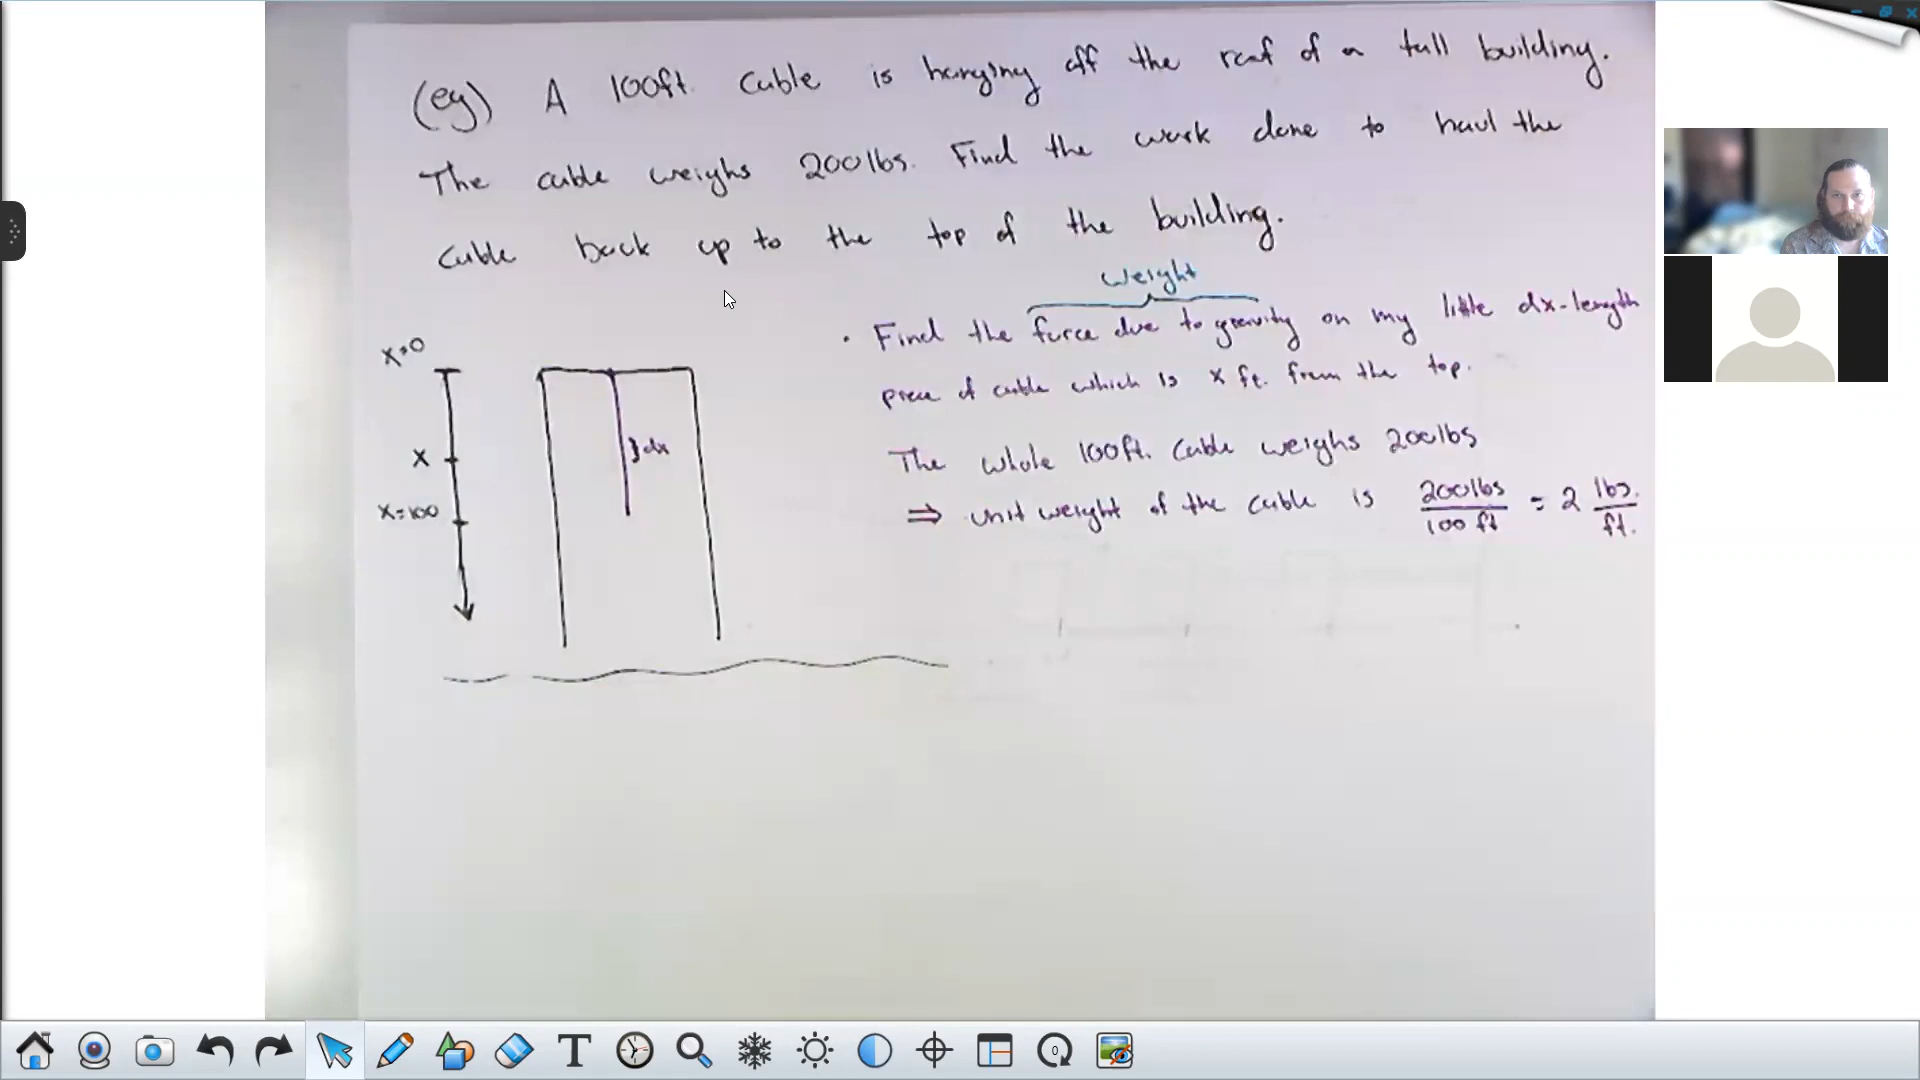 (eg) A 100ft. cable is hanging off the roof of a tall building.
The cable weighs 200lbs. Find the work done to haul the
cable back up to the top of the building.
weight
• Find the force due to gravity on my little dx-length
piece of cable which is x ft. from the top.
x=0
x
x=100
}dx
The whole 100ft. cable weighs 200lbs
⇒ unit weight of the cable is 200lbs/100 ft = 2 lbs./ft.
T
0